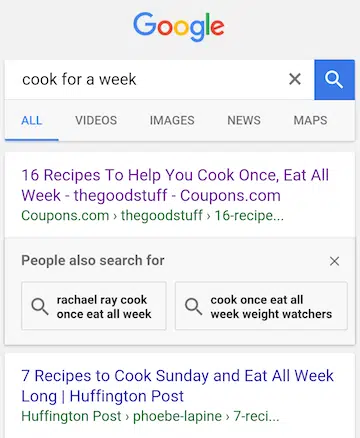 Google
cook for a week
ALL VIDEOS IMAGES NEWS MAPS
16 Recipes To Help You Cook Once, Eat All
Week - thegoodstuff - Coupons.com
Coupons.com › thegoodstuff › 16-recipe...
People also search for
rachael ray cook
once eat all week
cook once eat all
week weight watchers
7 Recipes to Cook Sunday and Eat All Week
Long | Huffington Post
Huffington Post › phoebe-lapine › 7-reci...